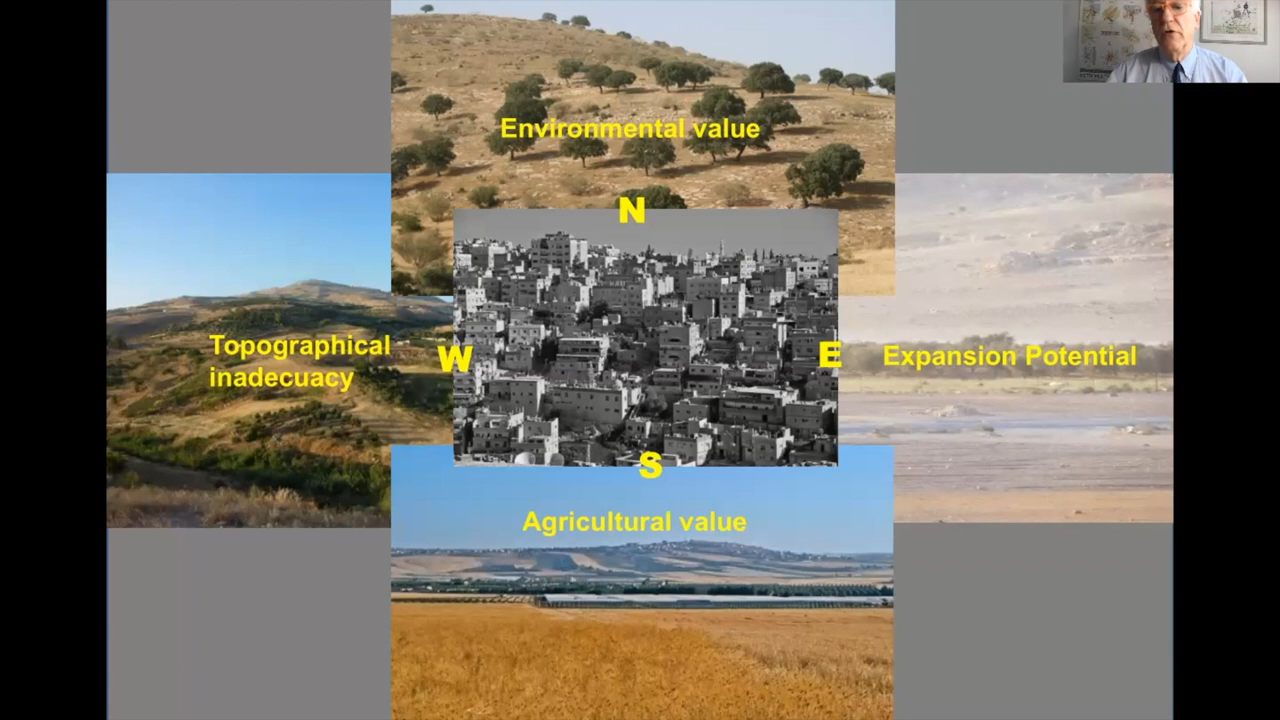 Environmental value
N
Topographical
inadecuacy
W
E
Expansion Potential
S
Agricultural value